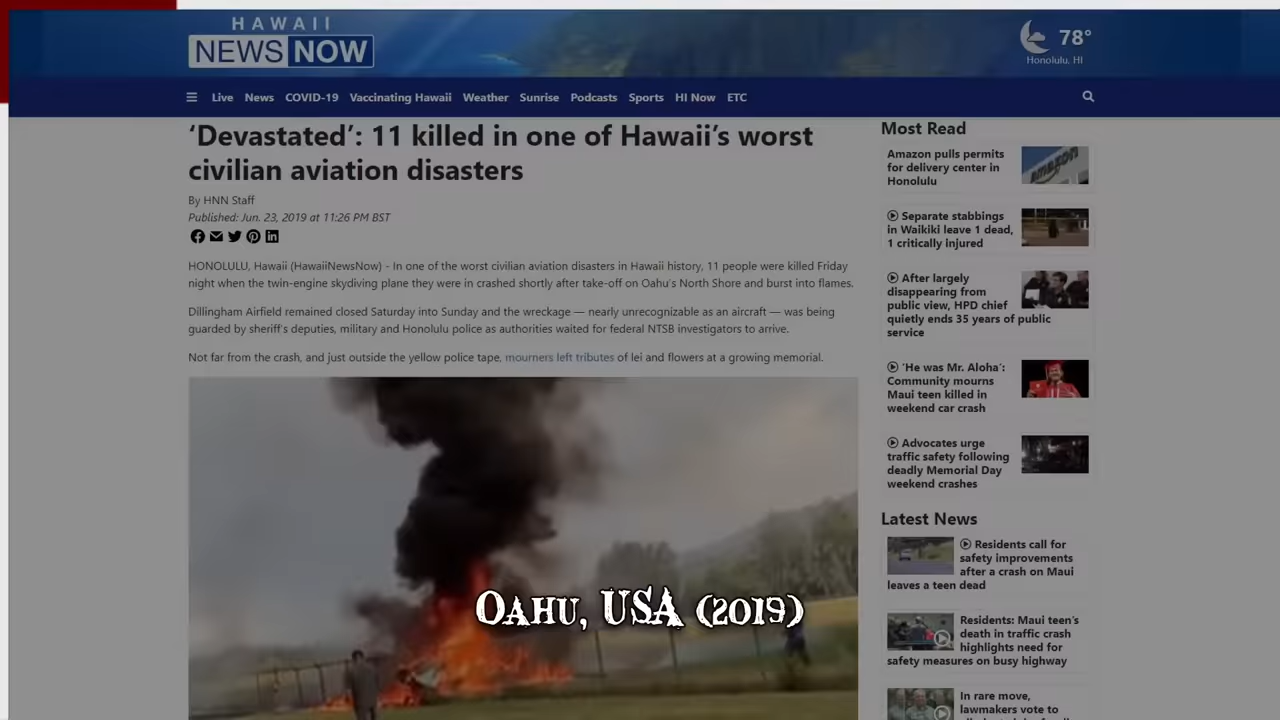 HAWAII
NEWS NOW
78°
Honolulu, HI
Live News COVID-19 Vaccinating Hawaii Weather Sunrise Podcasts Sports HI Now ETC
‘Devastated’: 11 killed in one of Hawaii’s worst
civilian aviation disasters
By HNN Staff
Published: Jun. 23, 2019 at 11:26 PM BST
HONOLULU, Hawaii (HawaiiNewsNow) - In one of the worst civilian aviation disasters in Hawaii history, 11 people were killed Friday
night when the twin-engine skydiving plane they were in crashed shortly after take-off on Oahu’s North Shore and burst into flames.
Dillingham Airfield remained closed Saturday into Sunday and the wreckage — nearly unrecognizable as an aircraft — was being
guarded by sheriff’s deputies, military and Honolulu police as authorities waited for federal NTSB investigators to arrive.
Not far from the crash, and just outside the yellow police tape, mourners left tributes of lei and flowers at a growing memorial.
OAHU, USA (2019)
Most Read
Amazon pulls permits
for delivery center in
Honolulu
Separate stabbings
in Waikiki leave 1 dead,
1 critically injured
After largely
disappearing from
public view, HPD chief
quietly ends 35 years of public
service
‘He was Mr. Aloha’:
Community mourns
Maui teen killed in
weekend car crash
Advocates urge
traffic safety following
deadly Memorial Day
weekend crashes
Latest News
Residents call for
safety improvements
after a crash on Maui
leaves a teen dead
Residents: Maui teen’s
death in traffic crash
highlights need for
safety measures on busy highway
In rare move,
lawmakers vote to